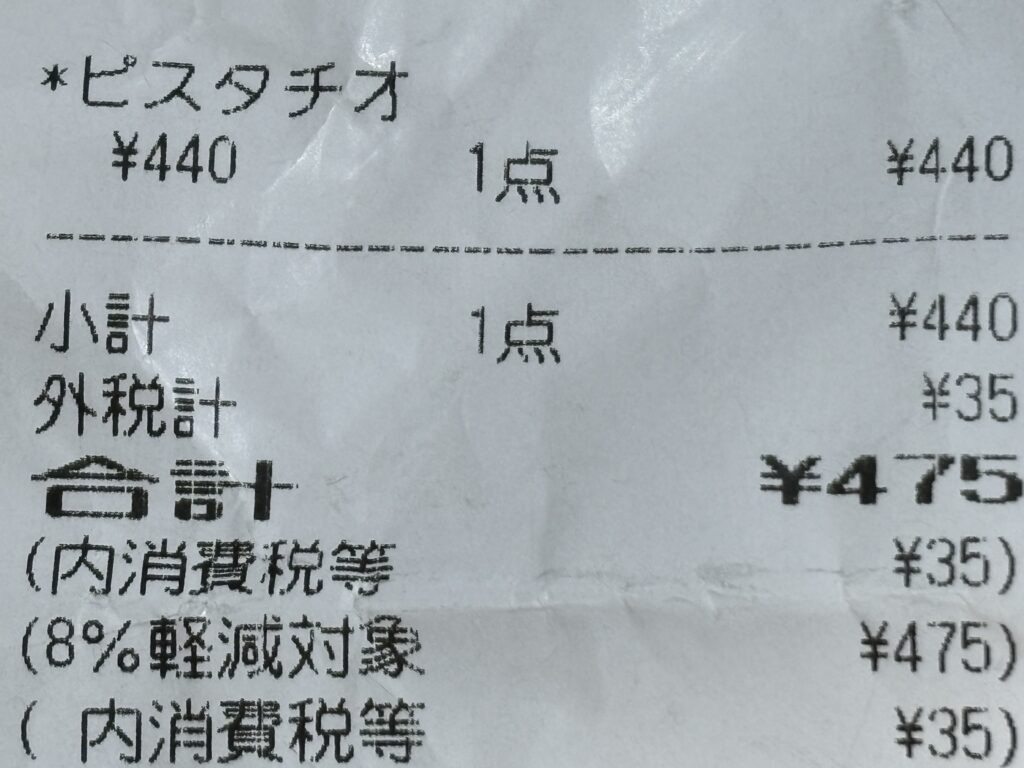 *ピスタチオ
¥440 1点 ¥440
小計 1点 ¥440
外税計 ¥35
合計 ¥475
(内消費税等 ¥35)
(8%軽減対象 ¥475)
( 内消費税等 ¥35)